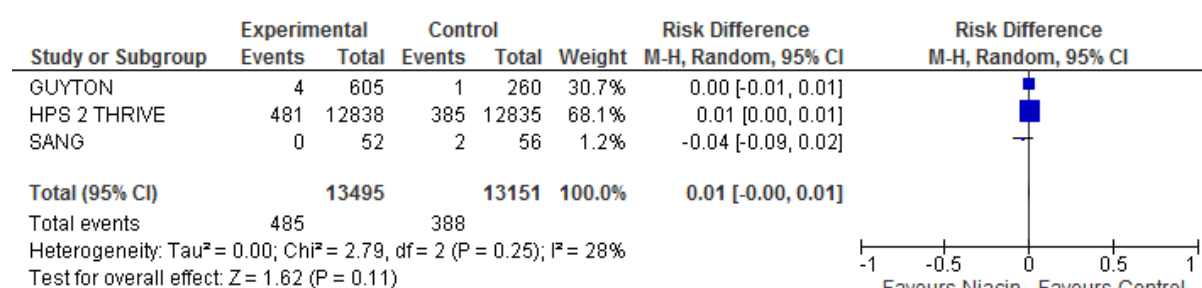 Experimental Control Risk Difference Risk Difference
Study or Subgroup Events Total Events Total Weight M-H, Random, 95% CI M-H, Random, 95% CI
GUYTON 4 605 1 260 30.7% 0.00 [-0.01, 0.01]
HPS 2 THRIVE 481 12838 385 12835 68.1% 0.01 [0.00, 0.01]
SANG 0 52 2 56 1.2% -0.04 [-0.09, 0.02]
Total (95% CI) 13495 13151 100.0% 0.01 [-0.00, 0.01]
Total events 485 388
Heterogeneity: Tau² = 0.00; Chi² = 2.79, df = 2 (P = 0.25); I² = 28%
Test for overall effect: Z = 1.62 (P = 0.11)
-1 -0.5 0 0.5 1
Favours Niacin Favours Control